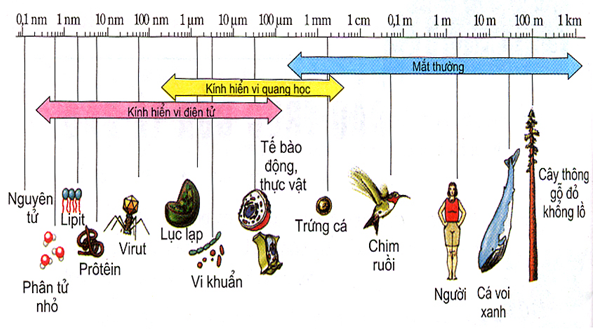 0,1 nm 1 nm 10 nm 100 nm 1 µm 10 µm 100 µm 1 mm 1 cm 0,1 m 1 m 10 m 100 m 1 km
Mắt thường
Kính hiển vi quang học
Kính hiển vi điện tử
Nguyên
tử
Lipit
Phân tử
nhỏ
Prôtêin
Virut
Lục lạp
Vi khuẩn
Tế bào
động,
thực vật
Trứng cá
Chim
ruồi
Người
Cá voi
xanh
Cây thông
gỗ đỏ
khổng lồ